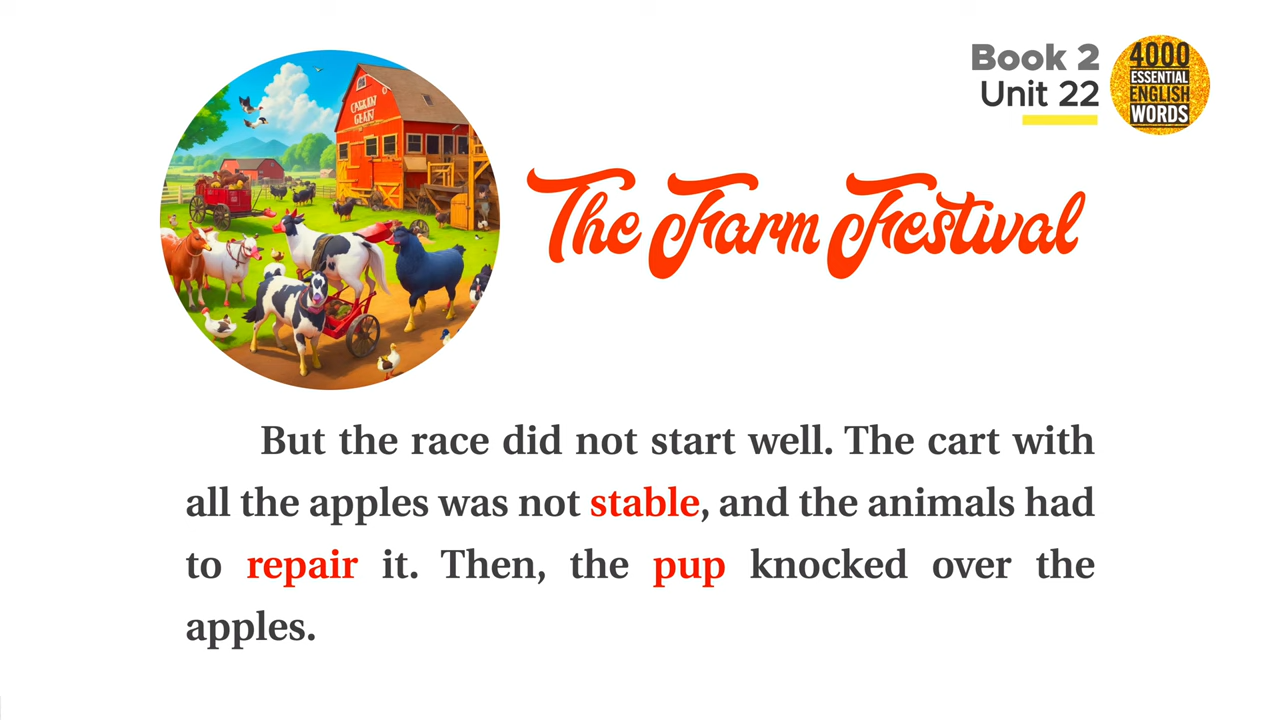 Book 2
Unit 22
4000
ESSENTIAL
ENGLISH
WORDS
The Farm Festival
But the race did not start well. The cart with
all the apples was not stable, and the animals had
to repair it. Then, the pup knocked over the
apples.